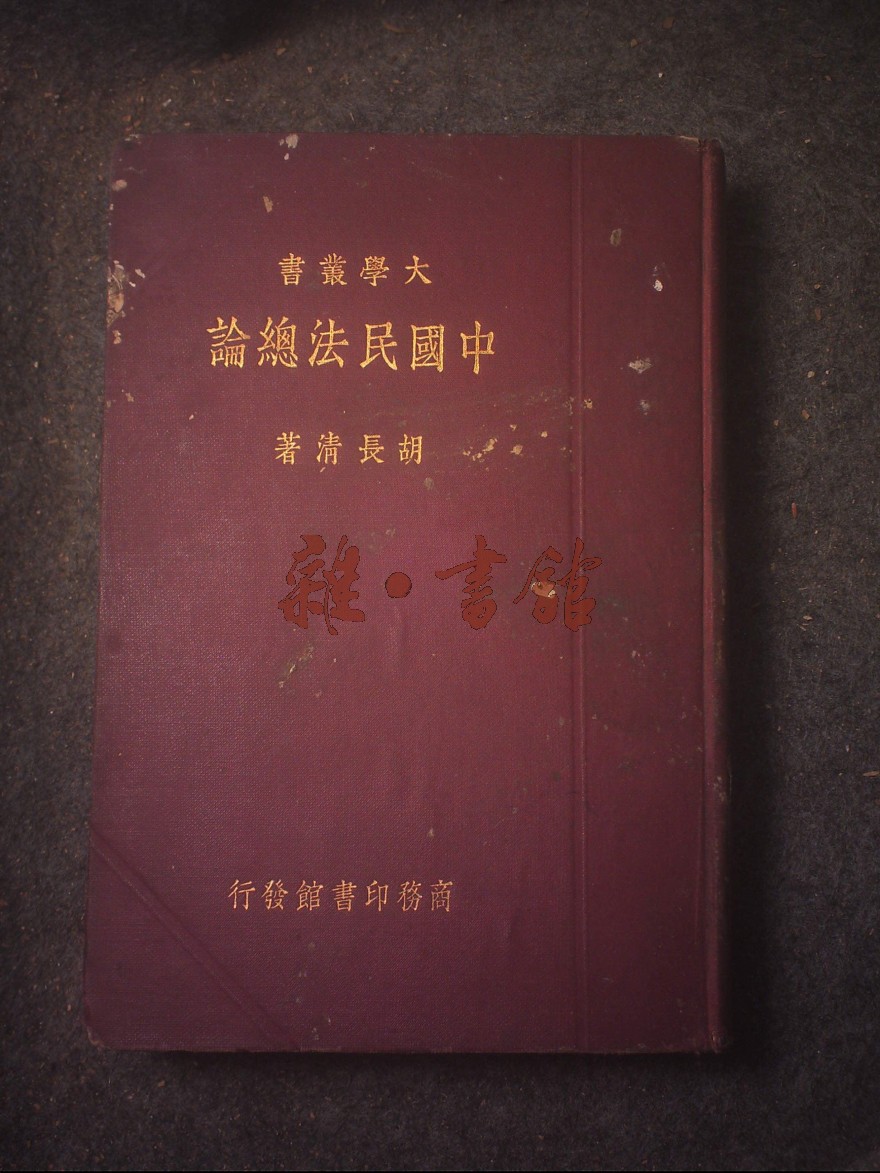 大學叢書
中國民法總論
胡長清著
雜·書館
商務印書館發行